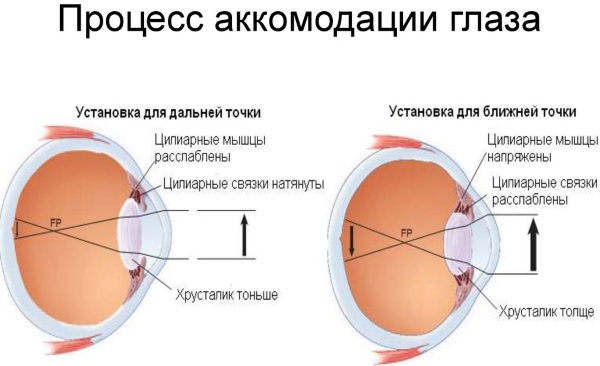 Процесс аккомодации глаза
Установка для дальней точки
Цилиарные мышцы
расслаблены
Цилиарные связки натянуты
FP
Хрусталик тоньше
Установка для ближней точки
Цилиарные мышцы
напряжены
Цилиарные связки
расслаблены
FP
Хрусталик толще